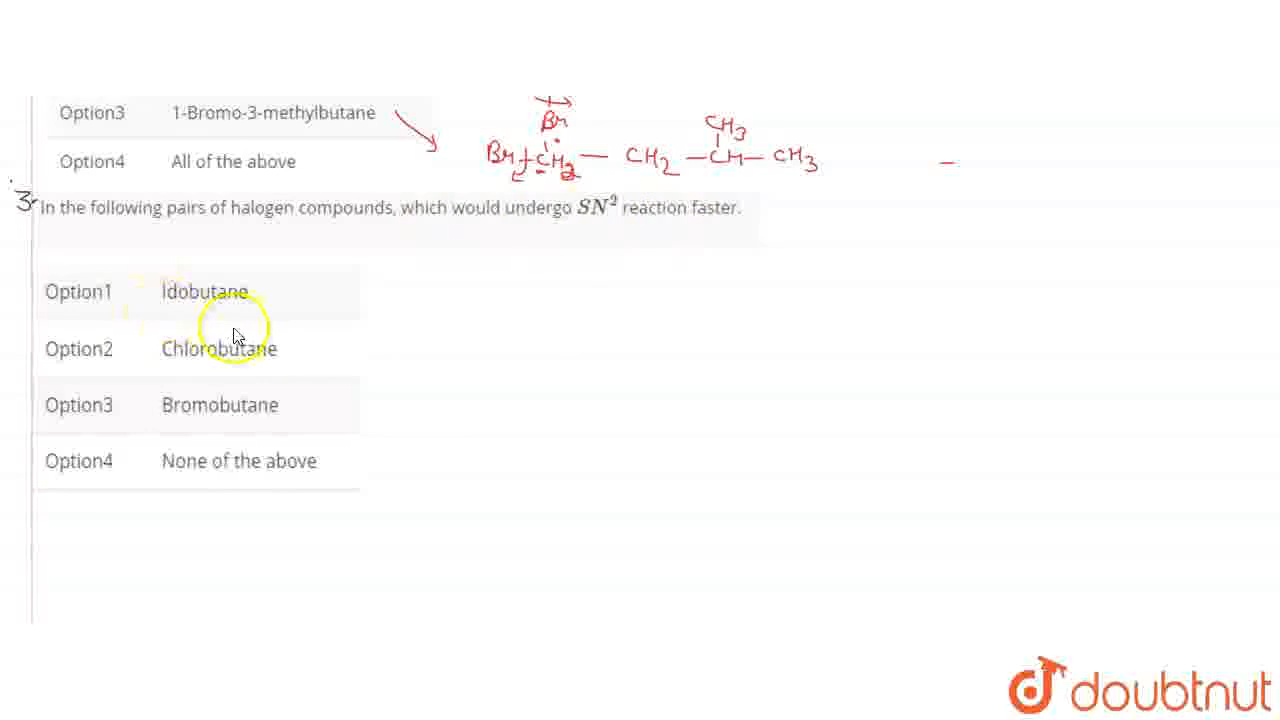 Option3 1-Bromo-3-methylbutane
Br
CH3
Br CH2 — CH2 — CH — CH3
Option4 All of the above
3. In the following pairs of halogen compounds, which would undergo SN² reaction faster.
Option1 Idobutane
Option2 Chlorobutane
Option3 Bromobutane
Option4 None of the above
doubtnut